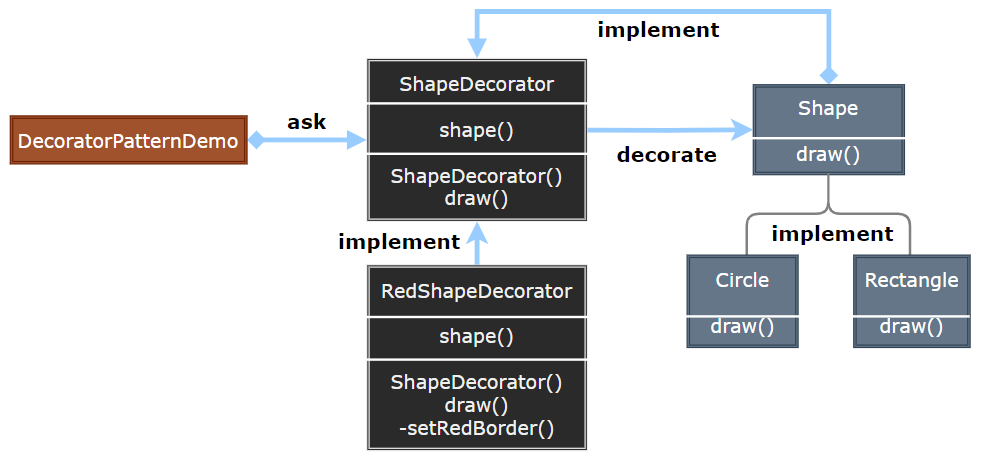 implement
ShapeDecorator
shape()
ShapeDecorator()
draw()
DecoratorPatternDemo
ask
decorate
Shape
draw()
implement
RedShapeDecorator
shape()
ShapeDecorator()
draw()
-setRedBorder()
implement
Circle
draw()
Rectangle
draw()